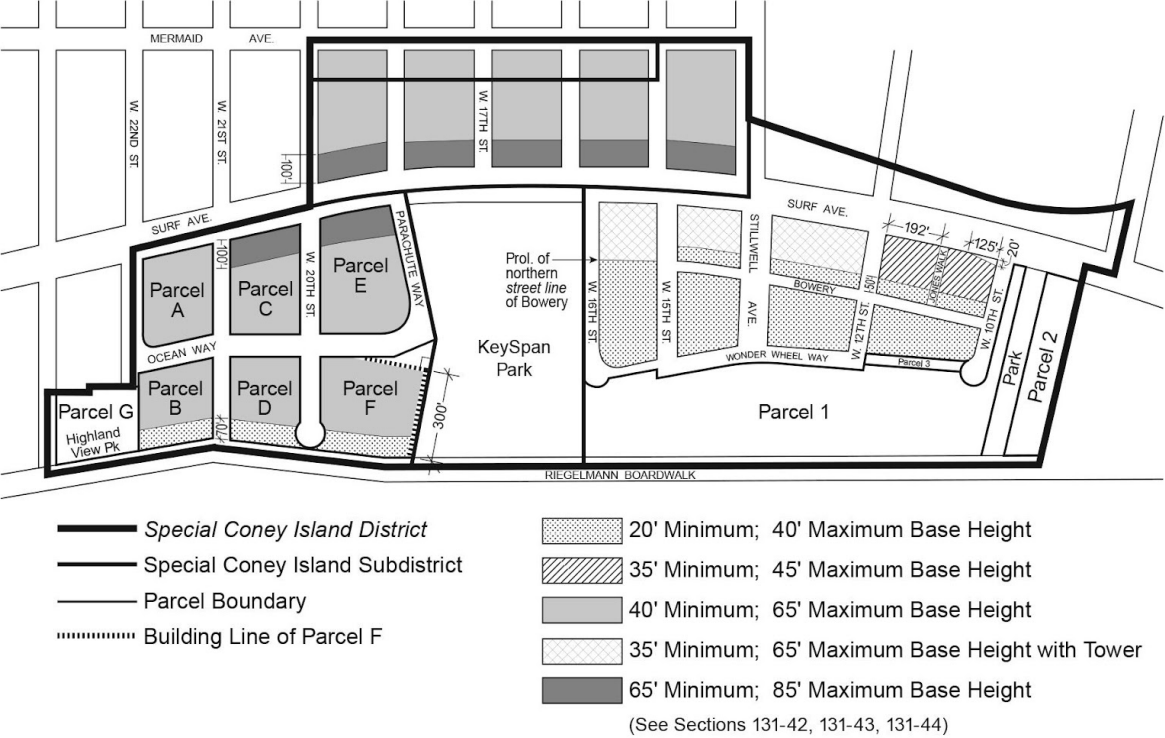 MERMAID AVE.
W. 22ND ST.
W. 21ST ST.
W. 17TH ST.
100'
SURF AVE.
SURF AVE.
192'
125'
20'
100'
W. 20TH ST.
PARACHUTE WAY
STILLWELL AVE.
JONES WALK
Parcel
E
Prol. of
northern
street line
of Bowery
Parcel
A
Parcel
C
50'
BOWERY
W. 16TH ST.
W. 15TH ST.
W. 12TH ST.
W. 10TH ST.
OCEAN WAY
KeySpan
Park
WONDER WHEEL WAY
Parcel 3
Park
Parcel 2
Parcel
B
Parcel
D
Parcel
F
300'
Parcel G
Highland
View Pk
70'
Parcel 1
RIEGELMANN BOARDWALK
Special Coney Island District
Special Coney Island Subdistrict
Parcel Boundary
Building Line of Parcel F
20' Minimum; 40' Maximum Base Height
35' Minimum; 45' Maximum Base Height
40' Minimum; 65' Maximum Base Height
35' Minimum; 65' Maximum Base Height with Tower
65' Minimum; 85' Maximum Base Height
(See Sections 131-42, 131-43, 131-44)